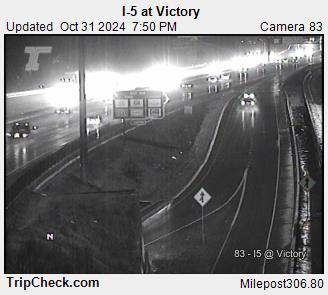 I-5 at Victory
Updated Oct 31 2024 7:50 PM Camera 83
N
83 - I5 @ Victory
TripCheck.com Milepost306.80